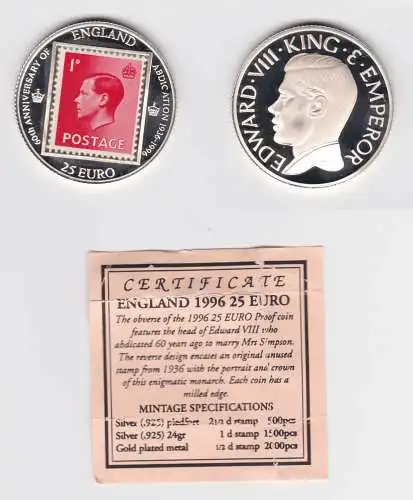 60th ANNIVERSARY OF
ENGLAND
ABDICATION 1936-1996
1D
POSTAGE
25 EURO
EDWARD·VIII·KING·&·EMPEROR
CERTIFICATE
ENGLAND 1996 25 EURO
The obverse of the 1996 25 EURO Proof coin
features the head of Edward VIII who
abdicated 60 years ago to marry Mrs Simpson.
The reverse design encases an original unused
stamp from 1936 with the portrait and crown
of this enigmatic monarch. Each coin has a
milled edge.
MINTAGE SPECIFICATIONS
Silver (.925) piedfort 2 1/2 d stamp 500pcs
Silver (.925) 24gr 1 d stamp 1500pcs
Gold plated metal 1/2 d stamp 2000pcs